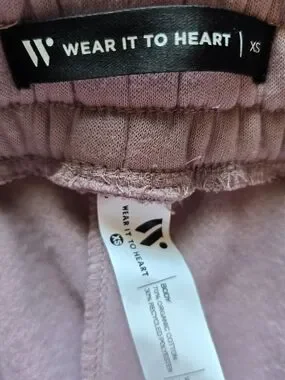 WEAR IT TO HEART | XS
WEAR IT TO HEART
XS
BODY
70% ORGANIC COTTON
30% RECYCLED POLYESTER